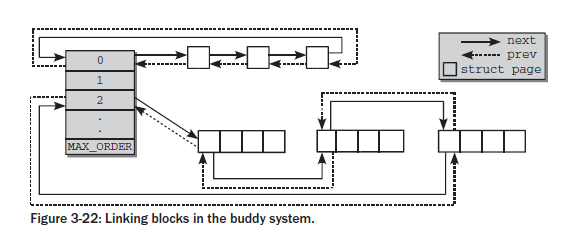 next
prev
struct page
0
1
2
.
.
MAX_ORDER
Figure 3-22: Linking blocks in the buddy system.